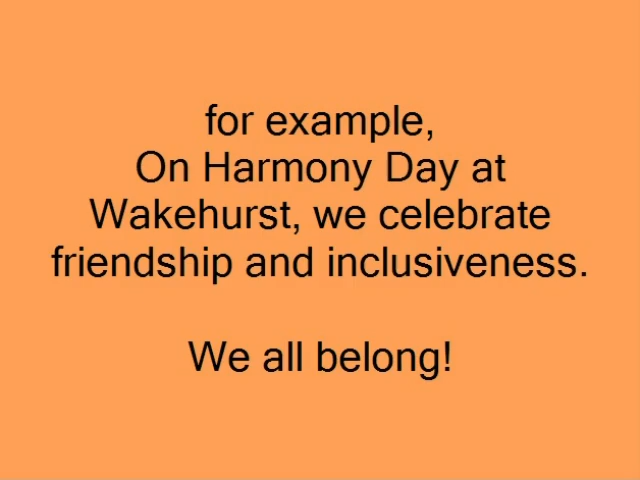 for example,
On Harmony Day at
Wakehurst, we celebrate
friendship and inclusiveness.
We all belong!